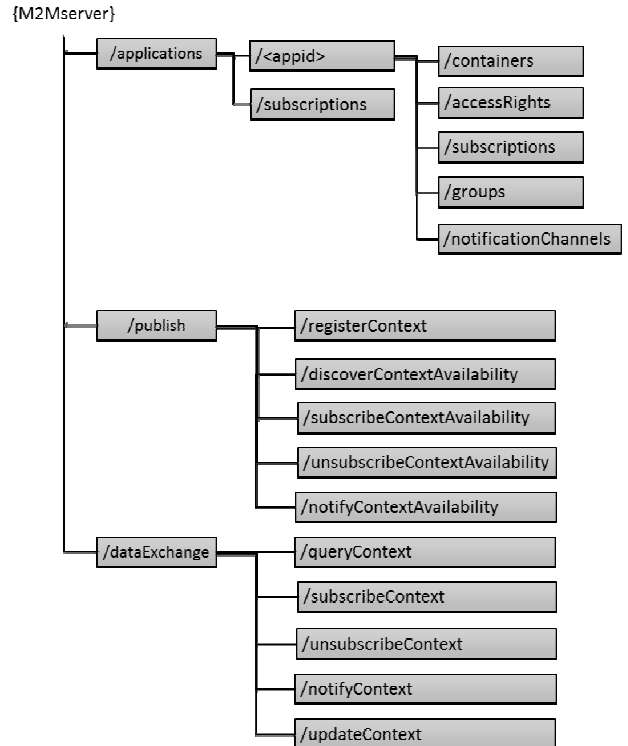 {M2Mserver}
/applications
/<appid>
/containers
/accessRights
/subscriptions
/subscriptions
/groups
/notificationChannels
/publish
/registerContext
/discoverContextAvailability
/subscribeContextAvailability
/unsubscribeContextAvailability
/notifyContextAvailability
/dataExchange
/queryContext
/subscribeContext
/unsubscribeContext
/notifyContext
/updateContext